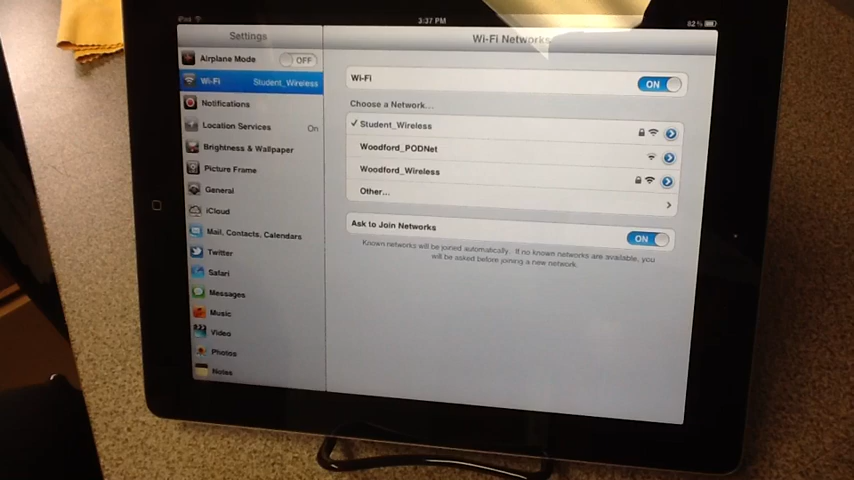 iPod
3:37 PM
82%
Settings
Wi-Fi Networks
Airplane Mode OFF
Wi-Fi Student_Wireless
Notifications
Location Services On
Brightness & Wallpaper
Picture Frame
General
iCloud
Mail, Contacts, Calendars
Twitter
Safari
Messages
Music
Video
Photos
Notes
Wi-Fi ON
Choose a Network...
Student_Wireless
Woodford_PODNet
Woodford_Wireless
Other...
Ask to Join Networks ON
Known networks will be joined automatically. If no known networks are available, you
will be asked before joining a new network.